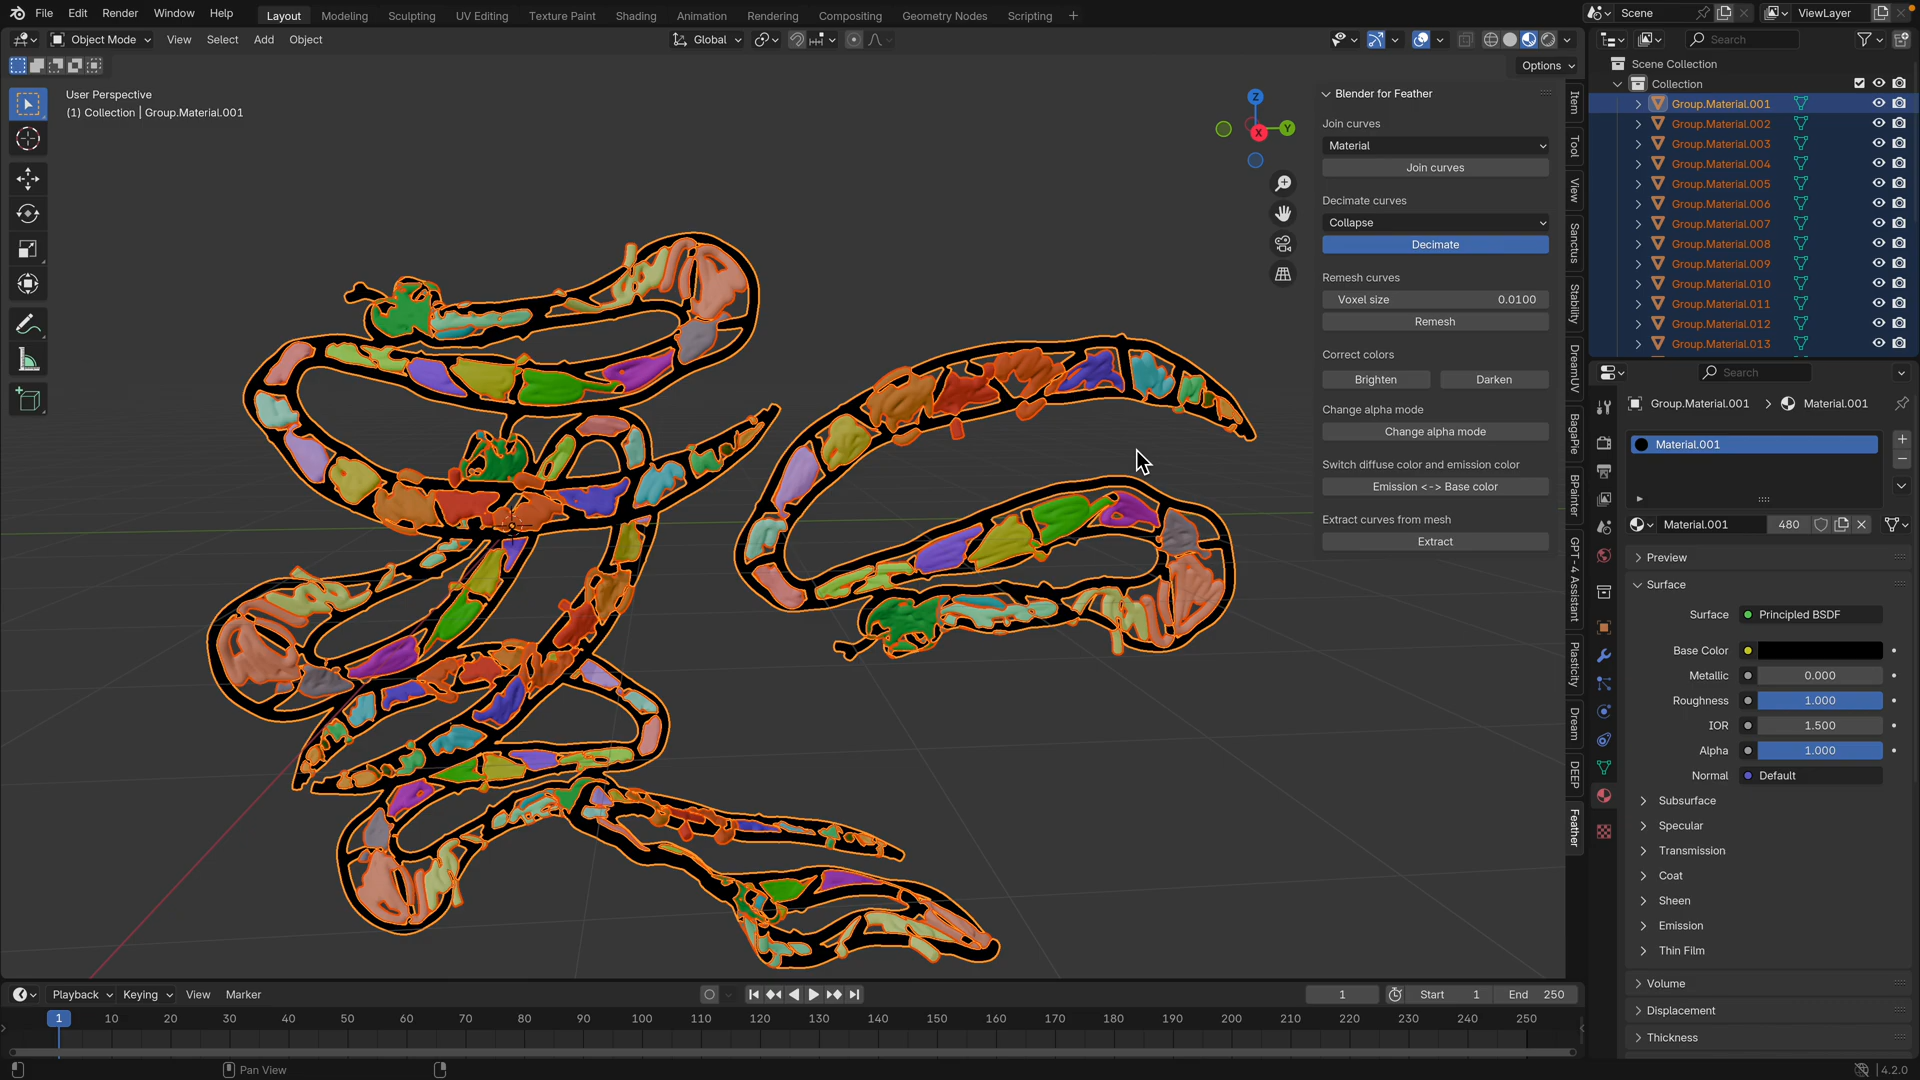 File Edit Render Window Help Layout Modeling Sculpting UV Editing Texture Paint Shading Animation Rendering Compositing Geometry Nodes Scripting + Scene ViewLayer
Object Mode View Select Add Object Global Search
Options
User Perspective
(1) Collection | Group.Material.001
Z
Y
X
Blender for Feather
Join curves
Material
Join curves
Decimate curves
Collapse
Decimate
Remesh curves
Voxel size 0.0100
Remesh
Correct colors
Brighten Darken
Change alpha mode
Change alpha mode
Switch diffuse color and emission color
Emission <-> Base color
Extract curves from mesh
Extract
Item
Tool
View
Sanctus
Stability
DreamUV
BagaPie
BPainter
GPT-4 Assistant
Plasticity
Dream
DEEP
Feather
Scene Collection
Collection
Group.Material.001
Group.Material.002
Group.Material.003
Group.Material.004
Group.Material.005
Group.Material.006
Group.Material.007
Group.Material.008
Group.Material.009
Group.Material.010
Group.Material.011
Group.Material.012
Group.Material.013
Search
Group.Material.001 > Material.001
Material.001
Material.001 480
Preview
Surface
Surface Principled BSDF
Base Color
Metallic 0.000
Roughness 1.000
IOR 1.500
Alpha 1.000
Normal Default
Subsurface
Specular
Transmission
Coat
Sheen
Emission
Thin Film
Volume
Displacement
Thickness
Playback Keying View Marker 1 Start 1 End 250
1 10 20 30 40 50 60 70 80 90 100 110 120 130 140 150 160 170 180 190 200 210 220 230 240 250
Pan View 4.2.0